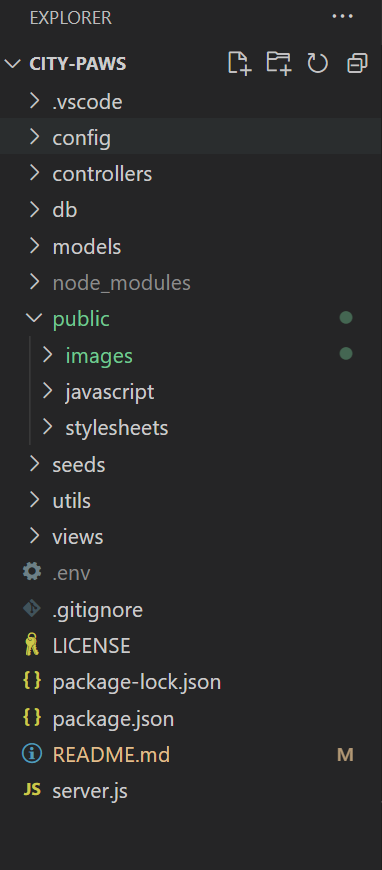 EXPLORER
CITY-PAWS
.vscode
config
controllers
db
models
node_modules
public
images
javascript
stylesheets
seeds
utils
views
.env
.gitignore
LICENSE
{} package-lock.json
{} package.json
README.md M
JS server.js